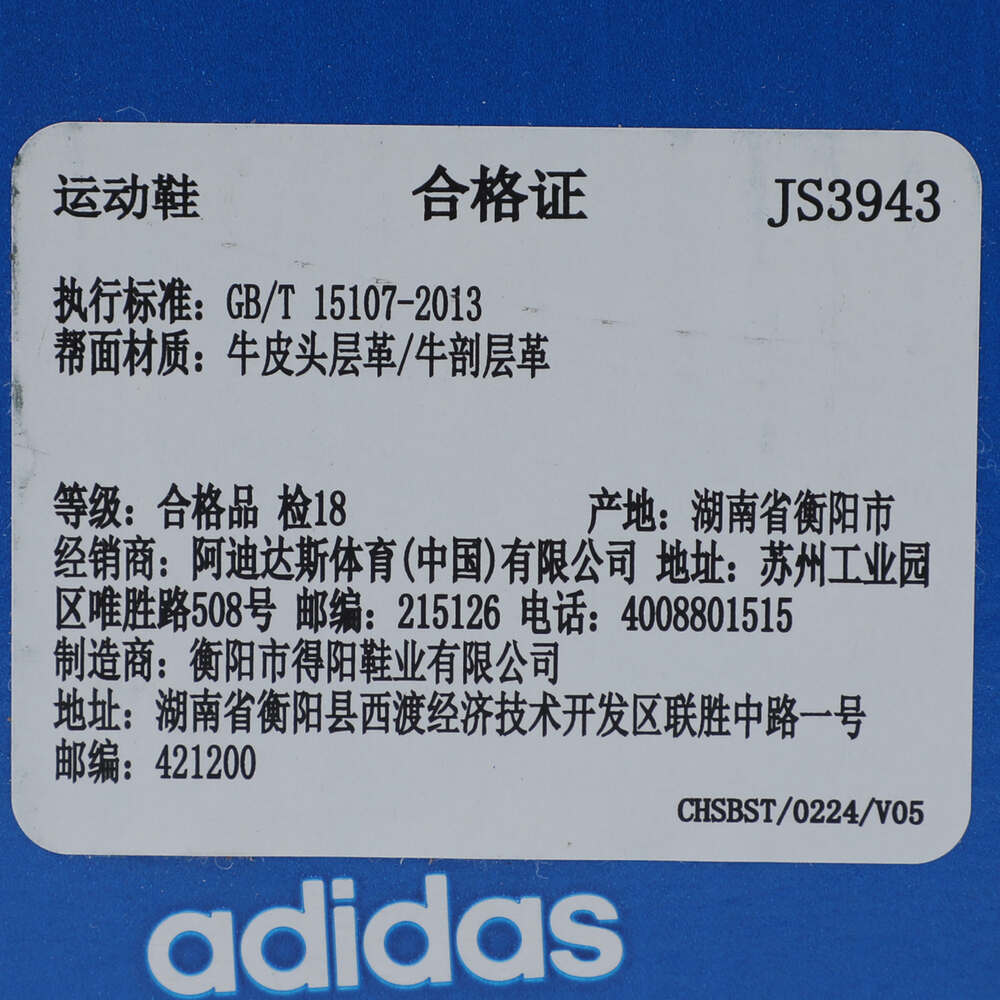 运动鞋 合格证 JS3943
执行标准：GB/T 15107-2013
帮面材质：牛皮头层革/牛剖层革
等级：合格品 检18 产地：湖南省衡阳市
经销商：阿迪达斯体育(中国)有限公司 地址：苏州工业园
区唯胜路508号 邮编：215126 电话：4008801515
制造商：衡阳市得阳鞋业有限公司
地址：湖南省衡阳县西渡经济技术开发区联胜中路一号
邮编：421200
CHSBST/0224/V05
adidas